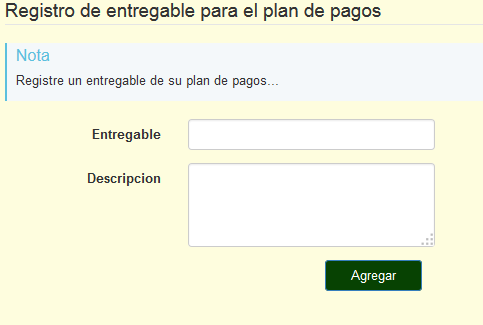 Registro de entregable para el plan de pagos
Nota
Registre un entregable de su plan de pagos...
Entregable
Descripcion
Agregar